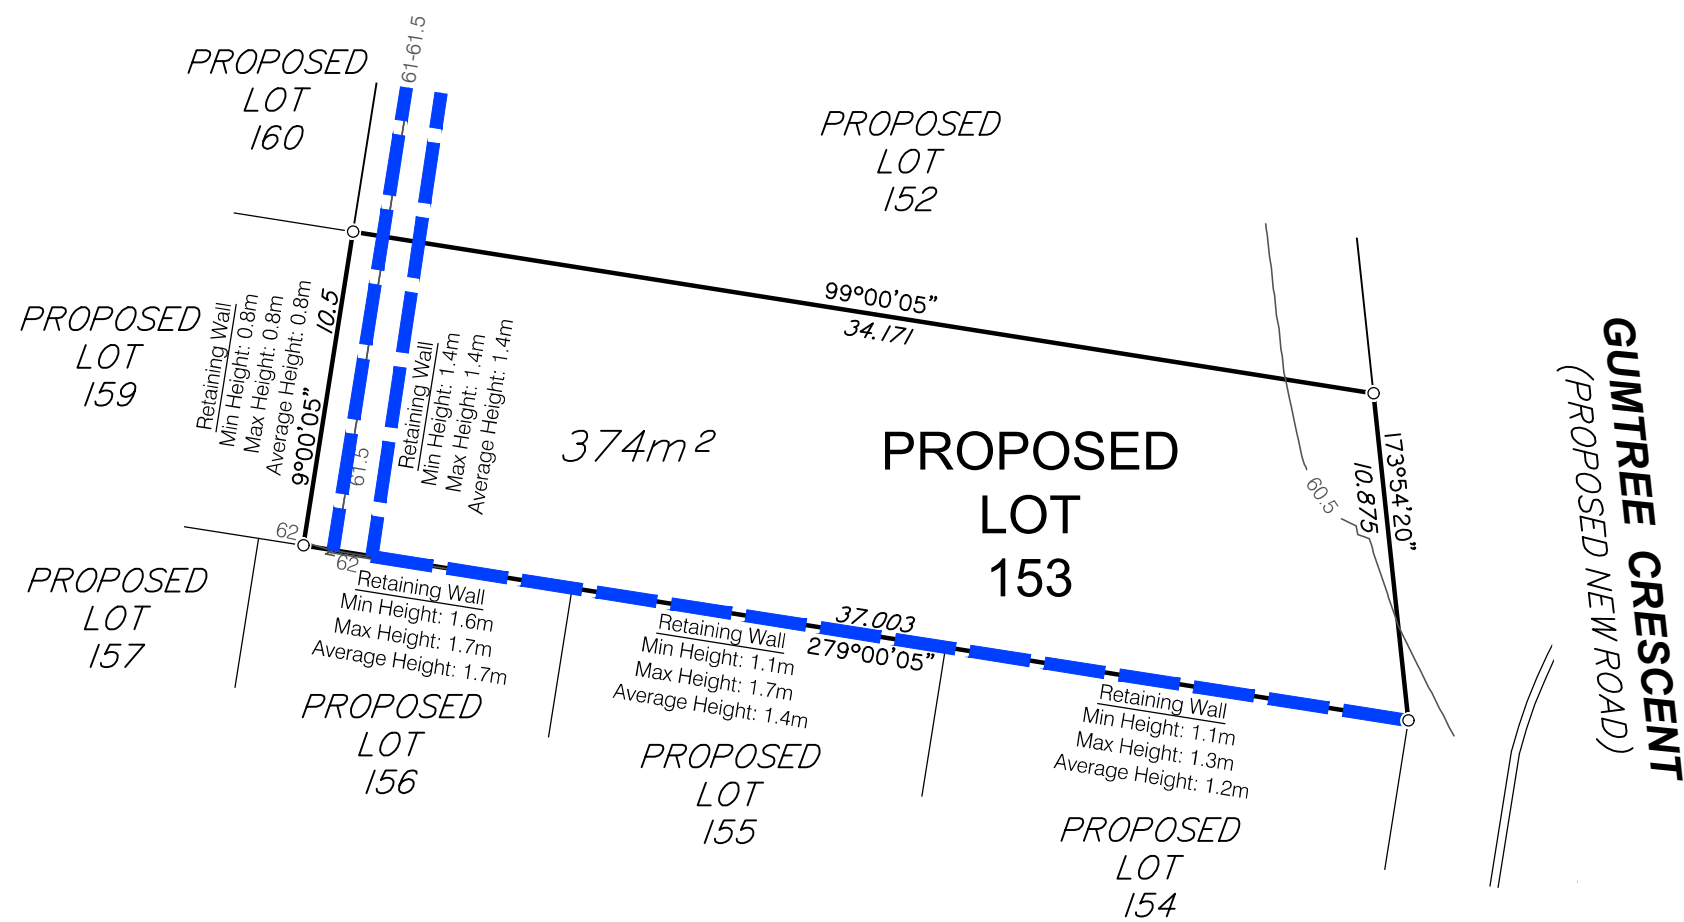 61-61.5
PROPOSED
LOT
160
PROPOSED
LOT
152
PROPOSED
LOT
159
Retaining Wall
Min Height: 0.8m
Max Height: 0.8m
Average Height: 0.8m
10.5
9°00'05"
61.5
Retaining Wall
Min Height: 1.4m
Max Height: 1.4m
Average Height: 1.4m
99°00'05"
34.171
374m²
PROPOSED
LOT
153
60.5
10.875
173°54'20"
GUMTREE CRESCENT
(PROPOSED NEW ROAD)
62
62
PROPOSED
LOT
157
Retaining Wall
Min Height: 1.6m
Max Height: 1.7m
Average Height: 1.7m
PROPOSED
LOT
156
37.003
279°00'05"
Retaining Wall
Min Height: 1.1m
Max Height: 1.7m
Average Height: 1.4m
PROPOSED
LOT
155
Retaining Wall
Min Height: 1.1m
Max Height: 1.3m
Average Height: 1.2m
PROPOSED
LOT
154